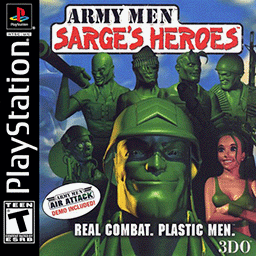 ARMY MEN
SARGE'S HEROES
PlayStation
ARMY MEN
AIR ATTACK
DEMO INCLUDED!
REAL COMBAT. PLASTIC MEN.
TEEN
T
ESRB
3DO